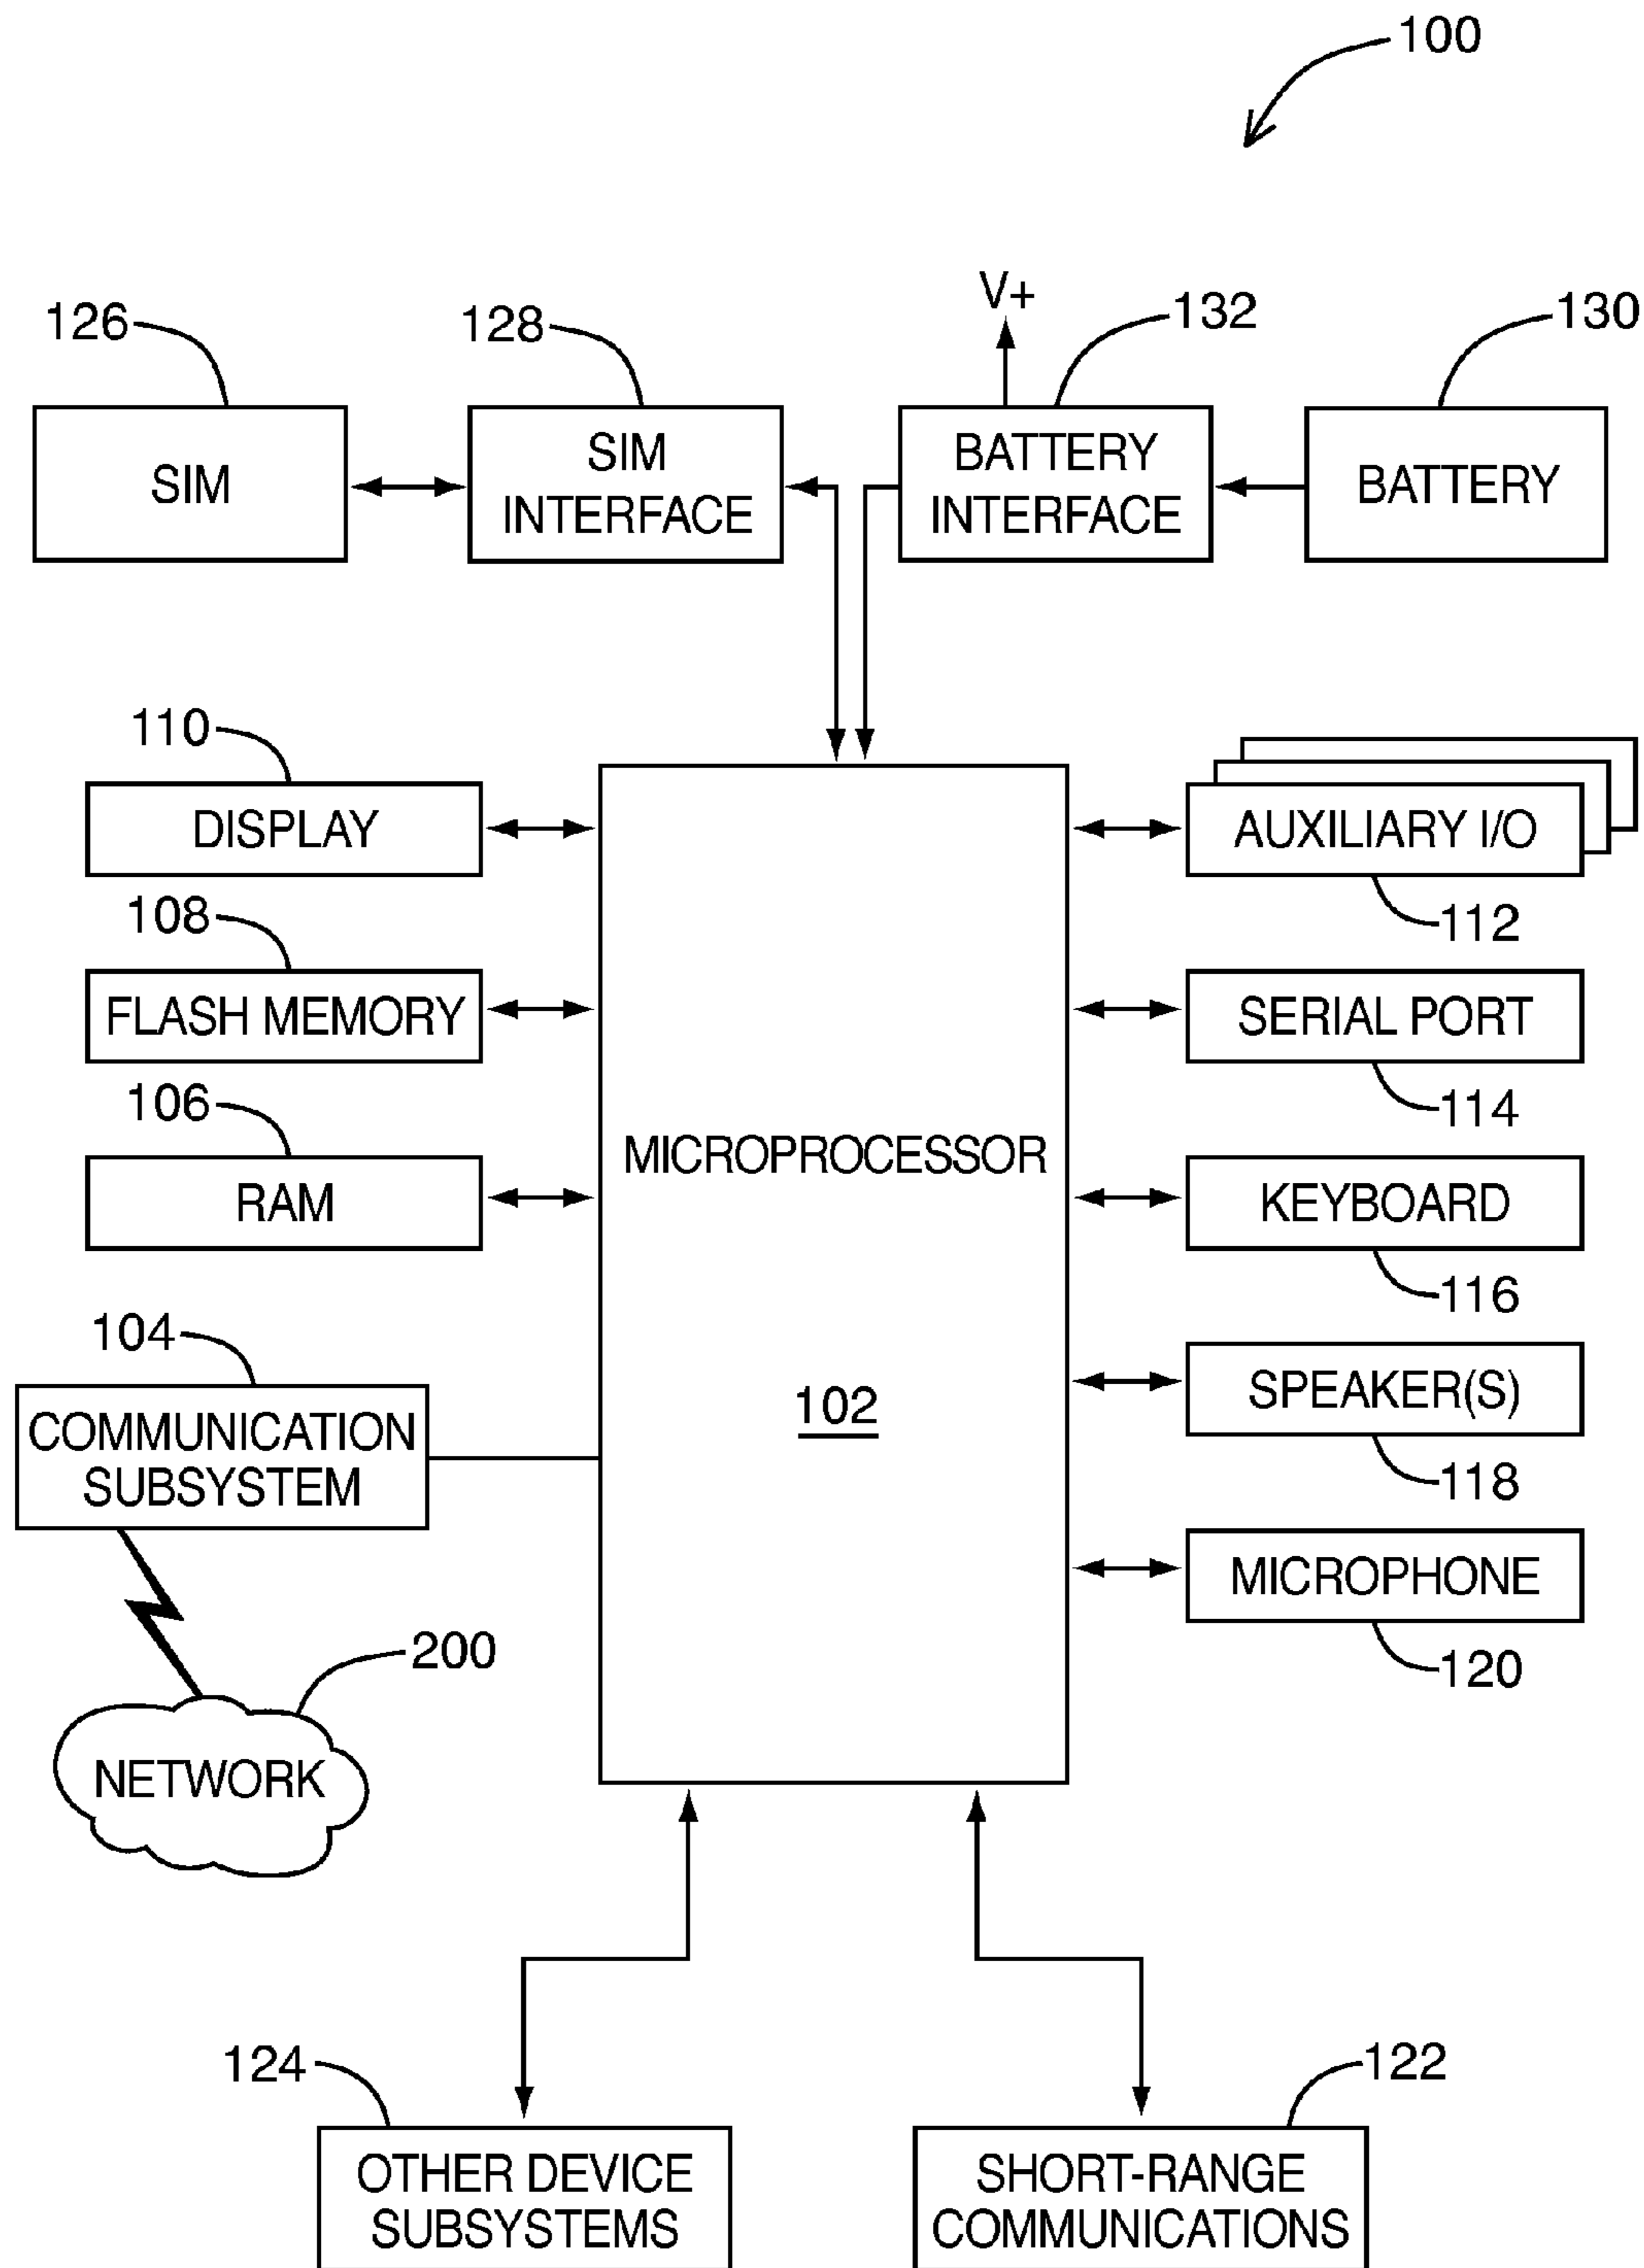 100
V+
126
128
132
130
SIM
SIM
INTERFACE
BATTERY
INTERFACE
BATTERY
110
DISPLAY
AUXILIARY I/O
112
108
FLASH MEMORY
SERIAL PORT
114
106
RAM
MICROPROCESSOR
102
KEYBOARD
116
104
COMMUNICATION
SUBSYSTEM
SPEAKER(S)
118
MICROPHONE
120
200
NETWORK
124
122
OTHER DEVICE
SUBSYSTEMS
SHORT-RANGE
COMMUNICATIONS